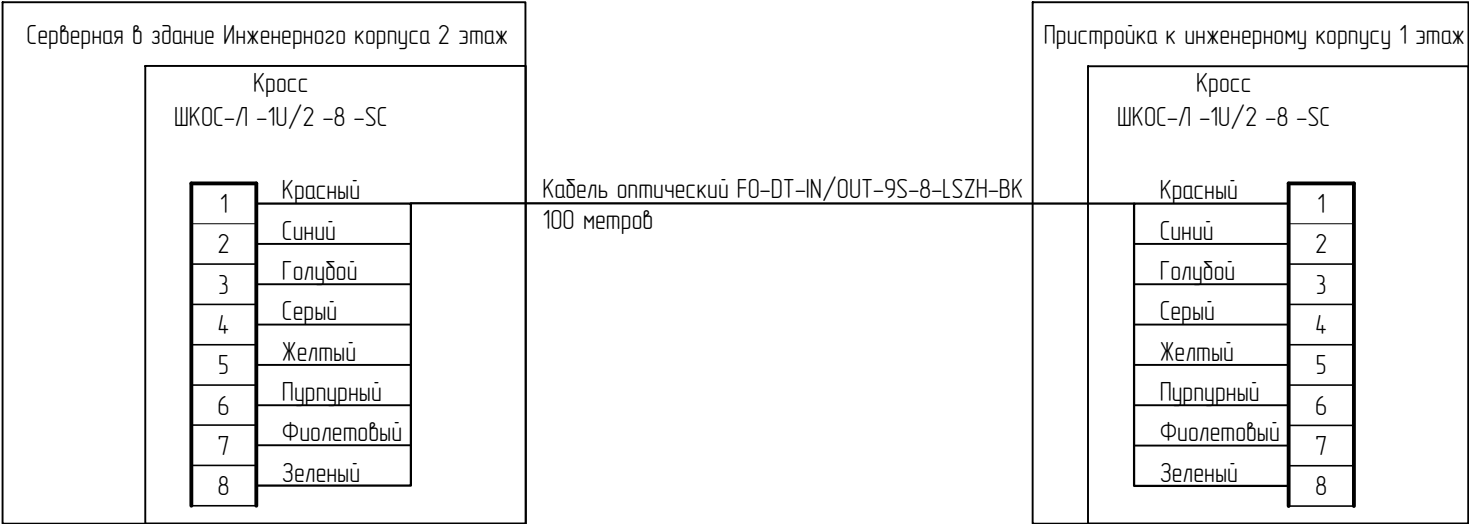 Серверная в здание Инженерного корпуса 2 этаж
Кросс
ШКОС-Л -1U/2 -8 -SC
1 Красный
2 Синий
3 Голубой
4 Серый
5 Желтый
6 Пурпурный
7 Фиолетовый
8 Зеленый
Кабель оптический FO-DT-IN/OUT-9S-8-LSZH-BK
100 метров
Пристройка к инженерному корпусу 1 этаж
Кросс
ШКОС-Л -1U/2 -8 -SC
Красный 1
Синий 2
Голубой 3
Серый 4
Желтый 5
Пурпурный 6
Фиолетовый 7
Зеленый 8